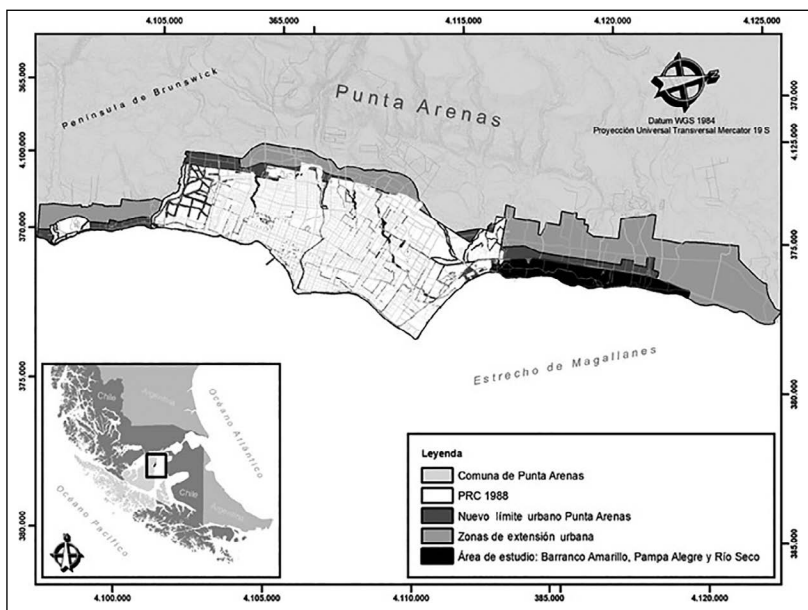 4.105.000
365.000
4.115.000
4.120.000
4.125.000
365.000
4.100.000
370.000
375.000
380.000
370.000
4.125.000
375.000
380.000
385.000
Península de Brunswick
Punta Arenas
Datum WGS 1984
Proyección Universal Transversal Mercator 19 S
Estrecho de Magallanes
Chile
Argentina
Océano Atlántico
Chile
Argentina
Océano Pacífico
Leyenda
Comuna de Punta Arenas
PRC 1988
Nuevo límite urbano Punta Arenas
Zonas de extensión urbana
Área de estudio: Barranco Amarillo, Pampa Alegre y Río Seco
4.100.000
4.105.000
4.110.000
385.000
4.120.000